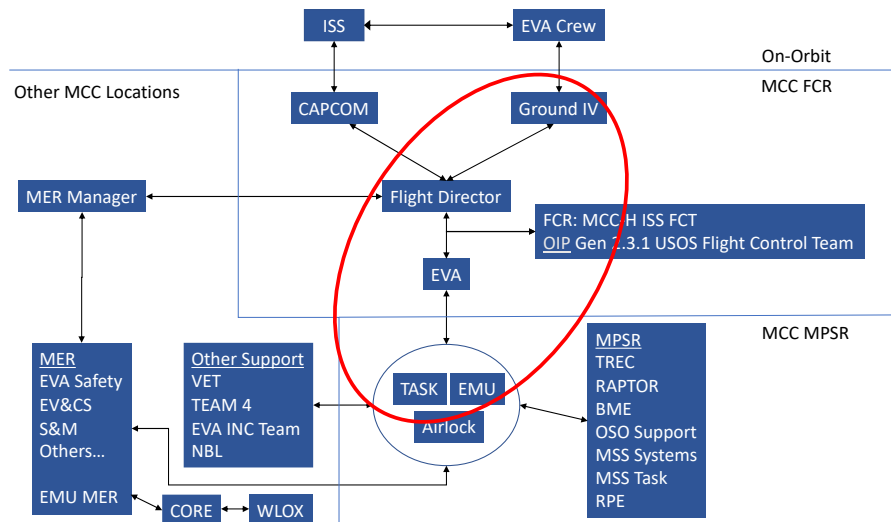 ISS
EVA Crew
On-Orbit
Other MCC Locations
MCC FCR
CAPCOM
Ground IV
MER Manager
Flight Director
FCR: MCC-H ISS FCT
OIP Gen 2.3.1 USOS Flight Control Team
EVA
MCC MPSR
MER
EVA Safety
EV&CS
S&M
Others...
EMU MER
Other Support
VET
TEAM 4
EVA INC Team
NBL
TASK
EMU
Airlock
MPSR
TREC
RAPTOR
BME
OSO Support
MSS Systems
MSS Task
RPE
CORE
WLOX